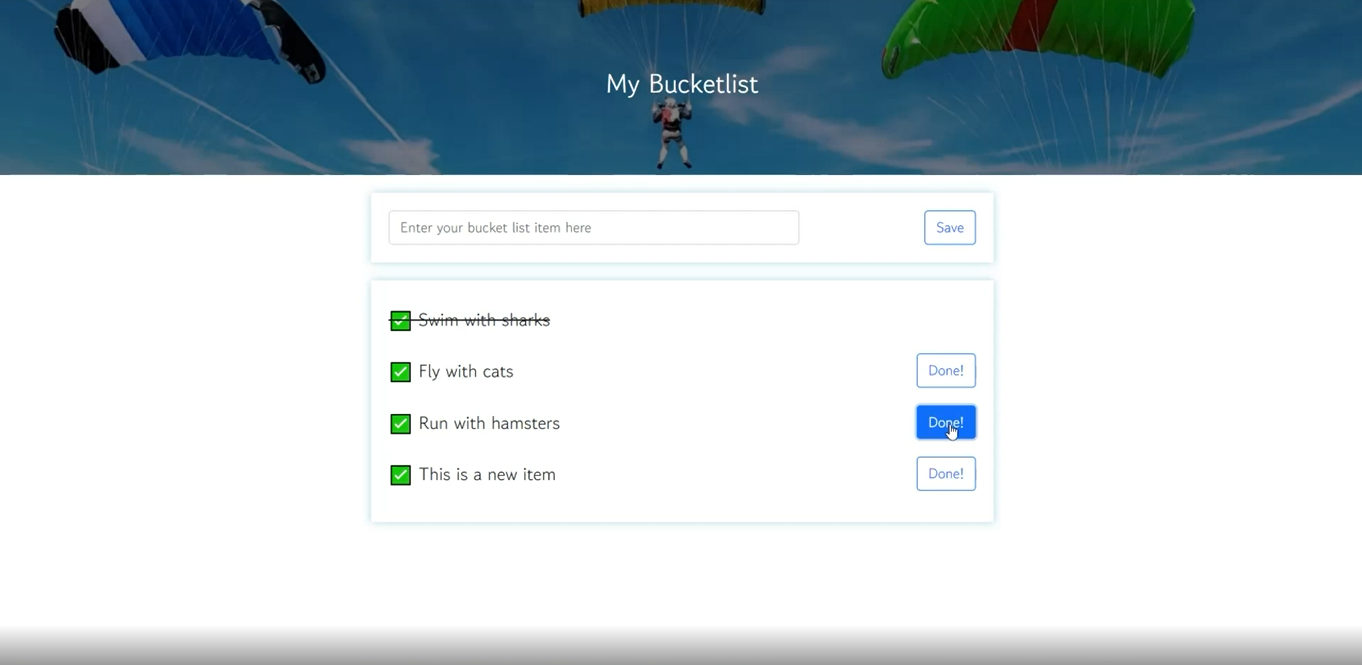 My Bucketlist
Enter your bucket list item here
Save
✅ Swim with sharks
✅ Fly with cats
Done!
✅ Run with hamsters
Done!
✅ This is a new item
Done!